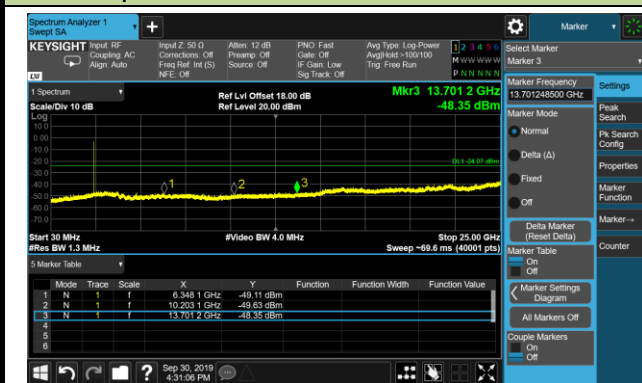 Spectrum Analyzer 1
Swept SA
+
Marker
KEYSIGHT
Input: RF
Coupling: AC
Align: Auto
Input Z: 50 Ω
Corrections: Off
Freq Ref: Int (S)
NFE: Off
Atten: 12 dB
Preamp: Off
Source: Off
PNO: Fast
Gate: Off
IF Gain: Low
Sig Track: Off
Avg Type: Log-Power
Avg|Hold:>100/100
Trig: Free Run
1 2 3 4 5 6
M W W W W W
P N N N N N
LXI
Select Marker
Marker 3
1 Spectrum
Scale/Div 10 dB
Ref Lvl Offset 18.00 dB
Ref Level 20.00 dBm
Mkr3 13.701 2 GHz
-48.35 dBm
Log
10.0
0.00
-10.0
-20.0
-30.0
-40.0
-50.0
-60.0
-70.0
DL1 -24.07 dBm
1
2
3
Start 30 MHz
#Res BW 1.3 MHz
#Video BW 4.0 MHz
Stop 25.00 GHz
Sweep ~69.6 ms (40001 pts)
5 Marker Table
Mode Trace Scale X Y Function Function Width Function Value
1 N 1 f 6.348 1 GHz -49.11 dBm
2 N 1 f 10.203 1 GHz -49.63 dBm
3 N 1 f 13.701 2 GHz -48.35 dBm
4
5
6
Marker Frequency
13.701248500 GHz
Marker Mode
Normal
Delta (Δ)
Fixed
Off
Delta Marker
(Reset Delta)
Marker Table
On
Off
Marker Settings
Diagram
All Markers Off
Couple Markers
On
Off
Settings
Peak
Search
Pk Search
Config
Properties
Marker
Function
Marker→
Counter
?
Sep 30, 2019
4:31:06 PM